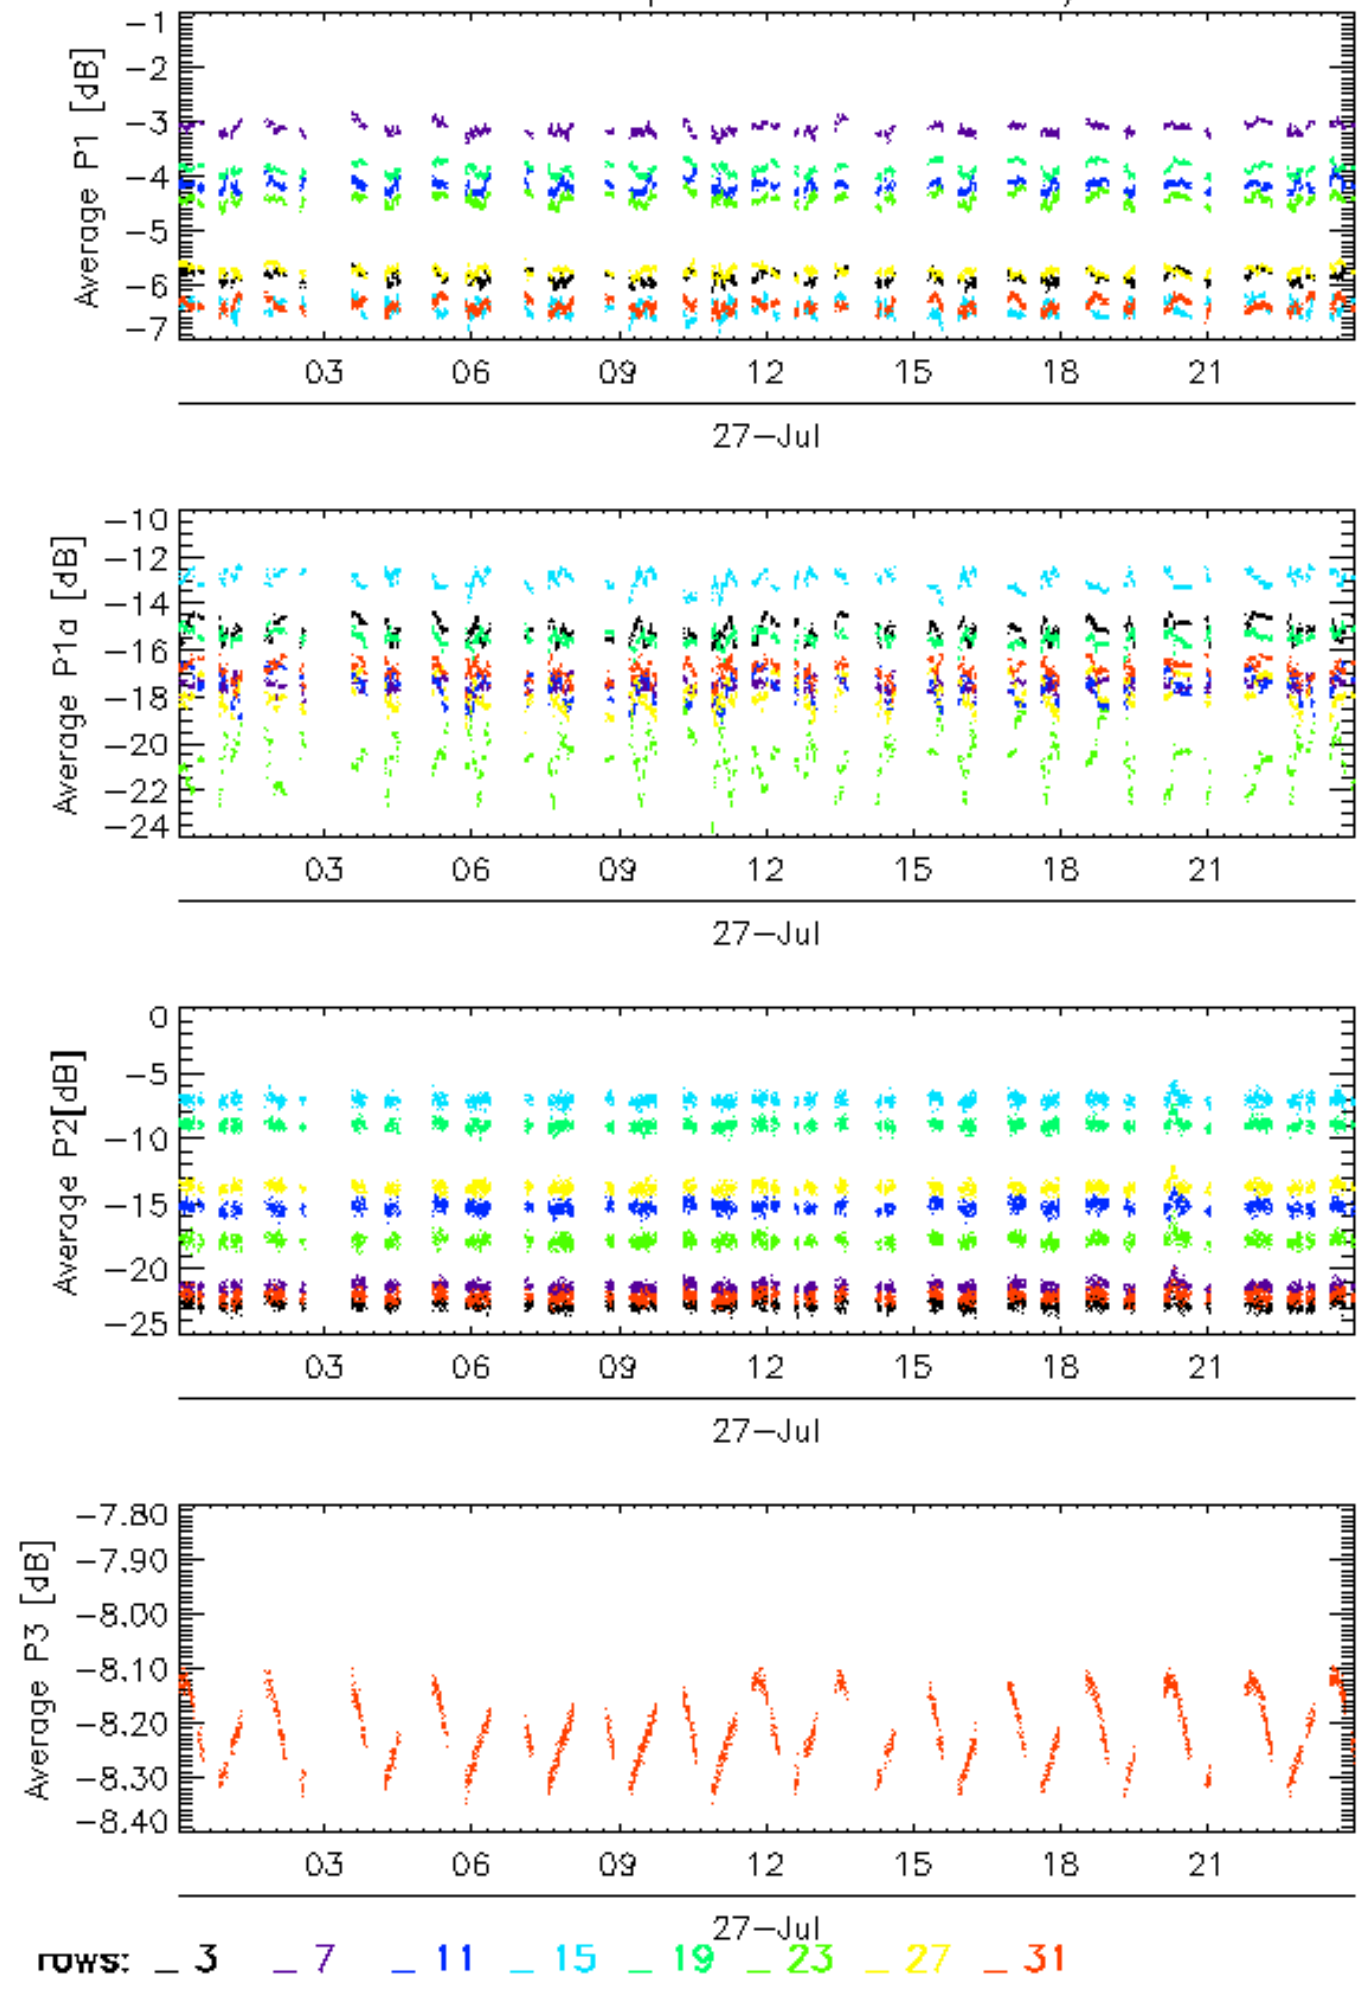 Average P1 [dB]
-1
-2
-3
-4
-5
-6
-7
03 06 09 12 15 18 21
27-Jul
Average P1a [dB]
-10
-12
-14
-16
-18
-20
-22
-24
03 06 09 12 15 18 21
27-Jul
Average P2[dB]
0
-5
-10
-15
-20
-25
03 06 09 12 15 18 21
27-Jul
Average P3 [dB]
-7.80
-7.90
-8.00
-8.10
-8.20
-8.30
-8.40
03 06 09 12 15 18 21
27-Jul
rows: _ 3 _ 7 _ 11 _ 15 _ 19 _ 23 _ 27 _ 31